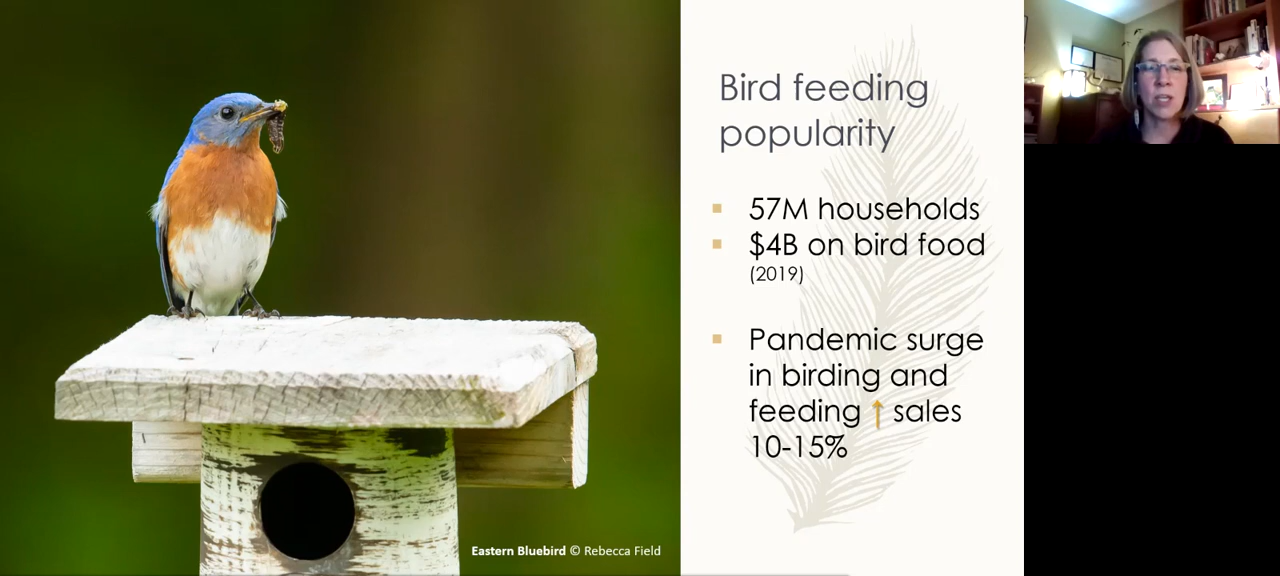 Bird feeding
popularity
▪ 57M households
▪ $4B on bird food
(2019)
▪ Pandemic surge
in birding and
feeding ↑ sales
10-15%
Eastern Bluebird © Rebecca Field